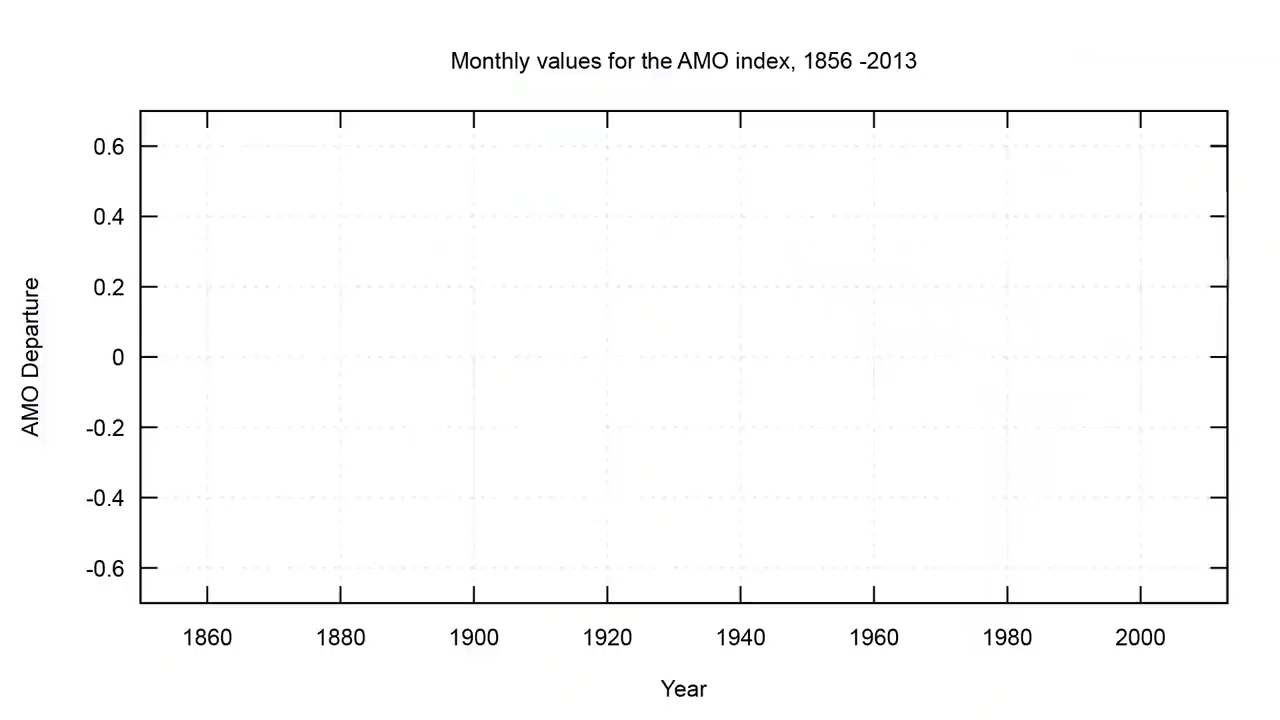 Monthly values for the AMO index, 1856 -2013
0.6
0.4
0.2
0
-0.2
-0.4
-0.6
AMO Departure
1860 1880 1900 1920 1940 1960 1980 2000
Year